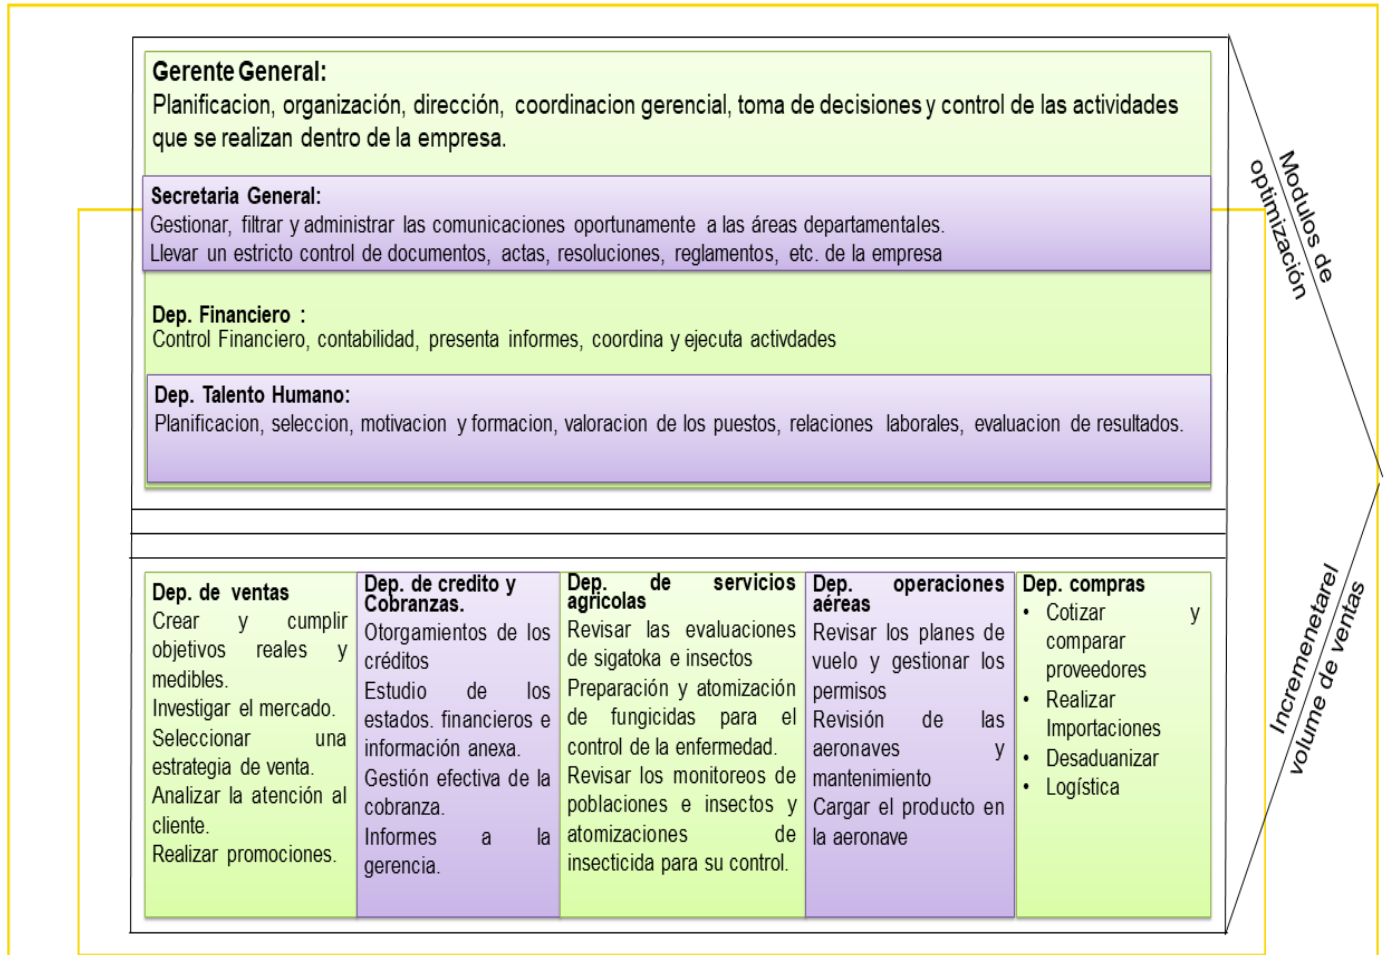 Gerente General:
Planificacion, organización, dirección, coordinacion gerencial, toma de decisiones y control de las actividades
que se realizan dentro de la empresa.
Secretaria General:
Gestionar, filtrar y administrar las comunicaciones oportunamente a las áreas departamentales.
Llevar un estricto control de documentos, actas, resoluciones, reglamentos, etc. de la empresa
Dep. Financiero :
Control Financiero, contabilidad, presenta informes, coordina y ejecuta activdades
Dep. Talento Humano:
Planificacion, seleccion, motivacion y formacion, valoracion de los puestos, relaciones laborales, evaluacion de resultados.
Modulos de
optimización
Dep. de ventas
Crear y cumplir
objetivos reales y
medibles.
Investigar el mercado.
Seleccionar una
estrategia de venta.
Analizar la atención al
cliente.
Realizar promociones.
Dep. de credito y
Cobranzas.
Otorgamientos de los
créditos
Estudio de los
estados. financieros e
información anexa.
Gestión efectiva de la
cobranza.
Informes a la
gerencia.
Dep. de servicios
agricolas
Revisar las evaluaciones
de sigatoka e insectos
Preparación y atomización
de fungicidas para el
control de la enfermedad.
Revisar los monitoreos de
poblaciones e insectos y
atomizaciones de
insecticida para su control.
Dep. operaciones
aéreas
Revisar los planes de
vuelo y gestionar los
permisos
Revisión de las
aeronaves y
mantenimiento
Cargar el producto en
la aeronave
Dep. compras
• Cotizar y
comparar
proveedores
• Realizar
Importaciones
• Desaduanizar
• Logística
Incremenetarel
volume de ventas